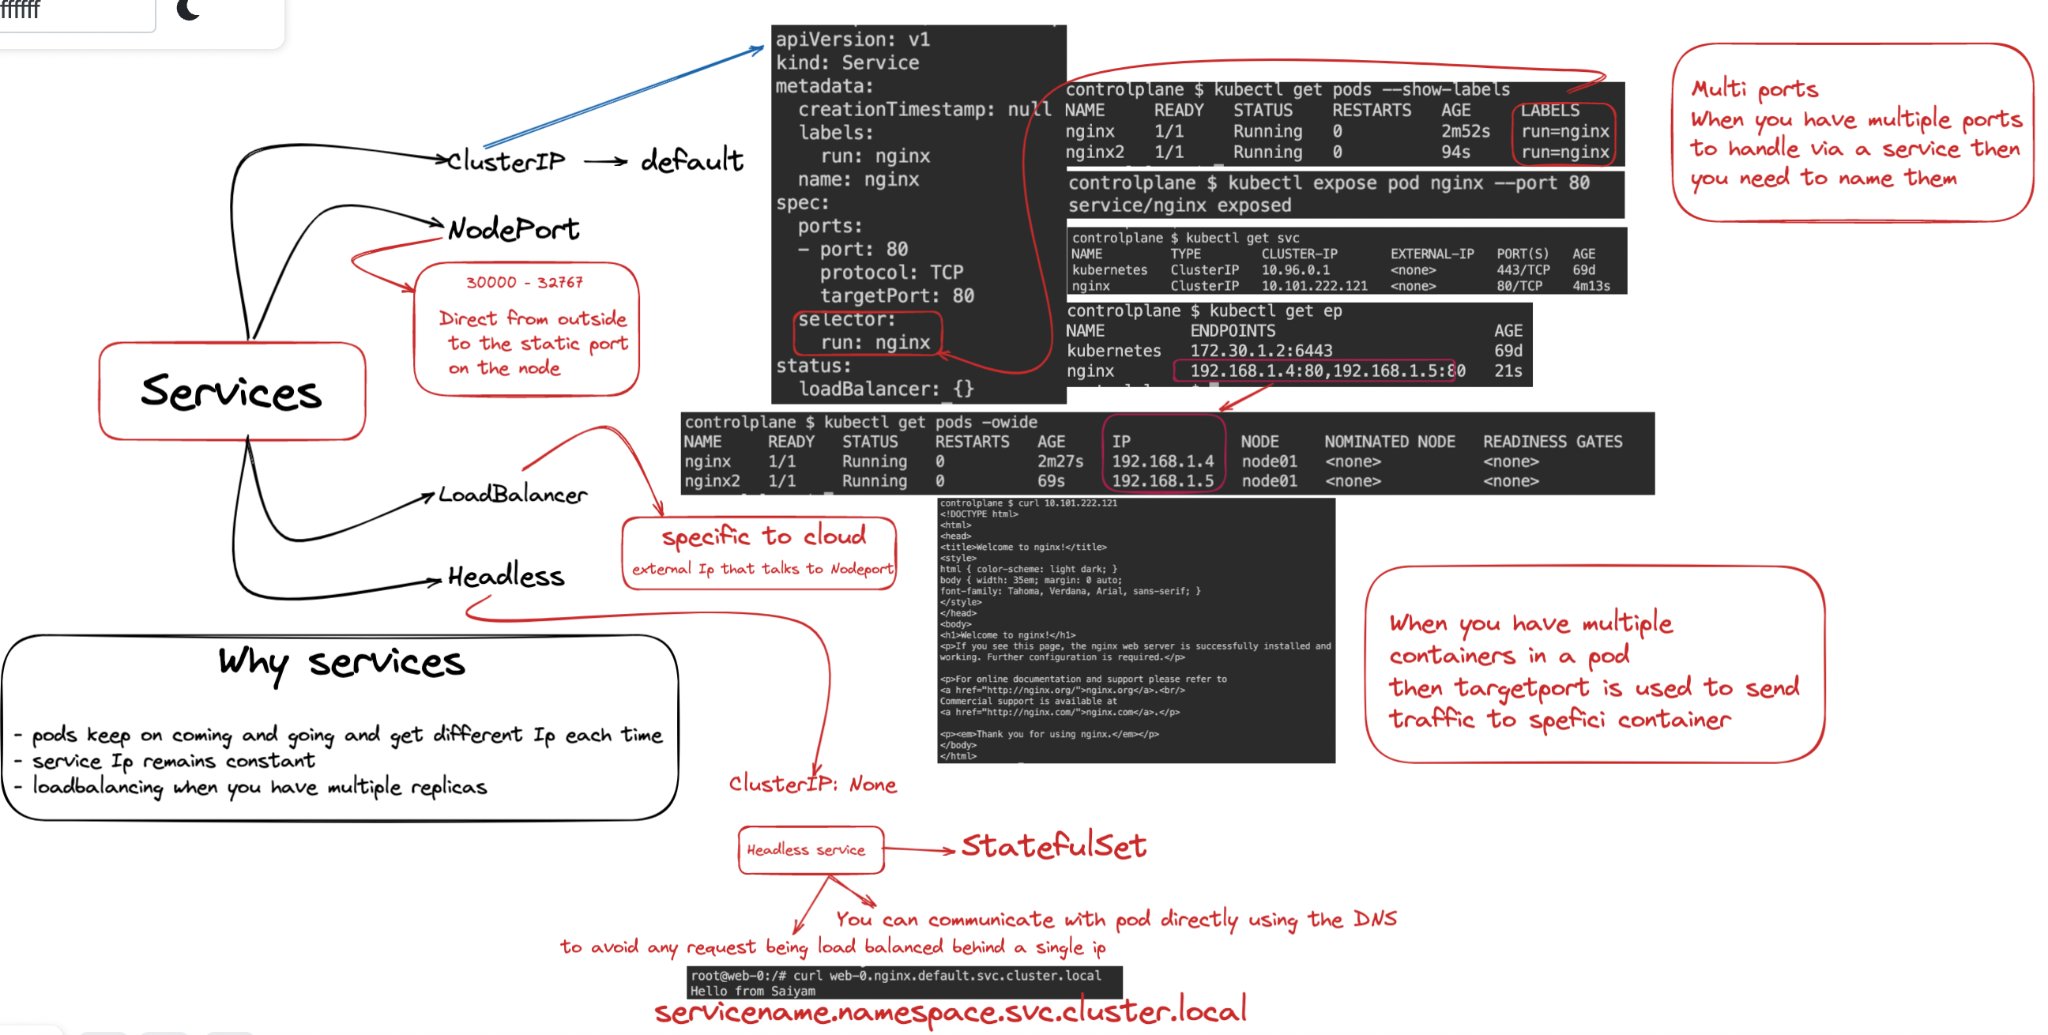 ffffff
Services
ClusterIP
default
NodePort
30000 - 32767
Direct from outside
to the static port
on the node
LoadBalancer
specific to cloud
external Ip that talks to Nodeport
Headless
Why services
- pods keep on coming and going and get different Ip each time
- service Ip remains constant
- loadbalancing when you have multiple replicas
apiVersion: v1
kind: Service
metadata:
  creationTimestamp: null
  labels:
    run: nginx
  name: nginx
spec:
  ports:
  - port: 80
    protocol: TCP
    targetPort: 80
  selector:
    run: nginx
status:
  loadBalancer: {}
controlplane $ kubectl get pods --show-labels
NAME READY STATUS RESTARTS AGE LABELS
nginx 1/1 Running 0 2m52s run=nginx
nginx2 1/1 Running 0 94s run=nginx
controlplane $ kubectl expose pod nginx --port 80
service/nginx exposed
controlplane $ kubectl get svc
NAME TYPE CLUSTER-IP EXTERNAL-IP PORT(S) AGE
kubernetes ClusterIP 10.96.0.1 <none> 443/TCP 69d
nginx ClusterIP 10.101.222.121 <none> 80/TCP 4m13s
controlplane $ kubectl get ep
NAME ENDPOINTS AGE
kubernetes 172.30.1.2:6443 69d
nginx 192.168.1.4:80,192.168.1.5:80 21s
controlplane $ kubectl get pods -owide
NAME READY STATUS RESTARTS AGE IP NODE NOMINATED NODE READINESS GATES
nginx 1/1 Running 0 2m27s 192.168.1.4 node01 <none> <none>
nginx2 1/1 Running 0 69s 192.168.1.5 node01 <none> <none>
controlplane $ curl 10.101.222.121
<!DOCTYPE html>
<html>
<head>
<title>Welcome to nginx!</title>
<style>
html { color-scheme: light dark; }
body { width: 35em; margin: 0 auto;
font-family: Tahoma, Verdana, Arial, sans-serif; }
</style>
</head>
<body>
<h1>Welcome to nginx!</h1>
<p>If you see this page, the nginx web server is successfully installed and
working. Further configuration is required.</p>
<p>For online documentation and support please refer to
<a href="http://nginx.org/">nginx.org</a>.<br/>
Commercial support is available at
<a href="http://nginx.com/">nginx.com</a>.</p>
<p><em>Thank you for using nginx.</em></p>
</body>
</html>
Multi ports
When you have multiple ports
to handle via a service then
you need to name them
When you have multiple
containers in a pod
then targetport is used to send
traffic to spefici container
ClusterIP: None
Headless service
StatefulSet
You can communicate with pod directly using the DNS
to avoid any request being load balanced behind a single ip
root@web-0:/# curl web-0.nginx.default.svc.cluster.local
Hello from Saiyam
servicename.namespace.svc.cluster.local